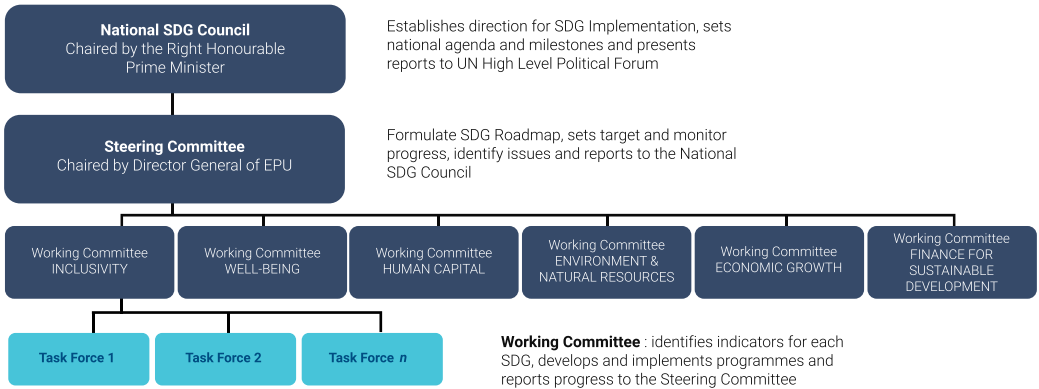 National SDG Council
Chaired by the Right Honourable
Prime Minister
Establishes direction for SDG Implementation, sets
national agenda and milestones and presents
reports to UN High Level Political Forum
Steering Committee
Chaired by Director General of EPU
Formulate SDG Roadmap, sets target and monitor
progress, identify issues and reports to the National
SDG Council
Working Committee
INCLUSIVITY
Working Committee
WELL-BEING
Working Committee
HUMAN CAPITAL
Working Committee
ENVIRONMENT &
NATURAL RESOURCES
Working Committee
ECONOMIC GROWTH
Working Committee
FINANCE FOR
SUSTAINABLE
DEVELOPMENT
Task Force 1
Task Force 2
Task Force n
Working Committee : identifies indicators for each
SDG, develops and implements programmes and
reports progress to the Steering Committee